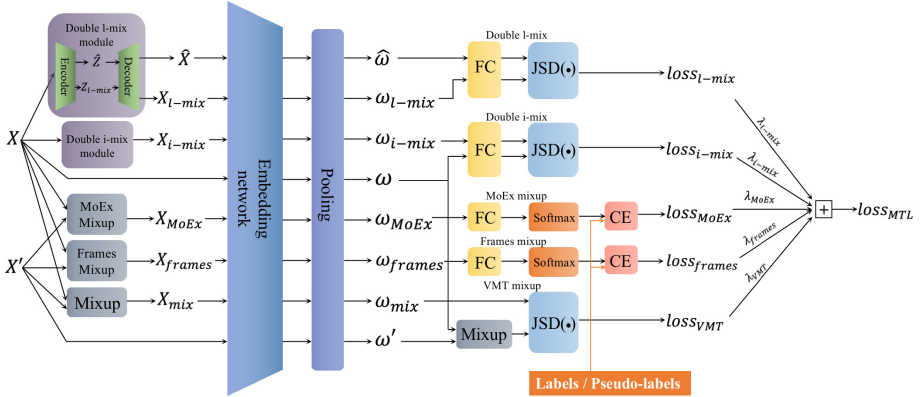 Double l-mix
module
Encoder
Ẑ
Z_{l-mix}
Decoder
X̂
X_{l-mix}
X
Double i-mix
module
X_{i-mix}
MoEx
Mixup
X_{MoEx}
X′
Frames
Mixup
X_{frames}
Mixup
X_{mix}
Embedding
network
Pooling
ω̂
ω_{l-mix}
ω_{i-mix}
ω
ω_{MoEx}
ω_{frames}
ω_{mix}
ω′
Double l-mix
FC
JSD(•)
loss_{l-mix}
Double i-mix
FC
JSD(•)
loss_{i-mix}
MoEx mixup
FC
Softmax
CE
loss_{MoEx}
Frames mixup
FC
Softmax
CE
loss_{frames}
VMT mixup
Mixup
JSD(•)
loss_{VMT}
λ_{l-mix}
λ_{i-mix}
λ_{MoEx}
λ_{frames}
λ_{VMT}
+
loss_{MTL}
Labels / Pseudo-labels